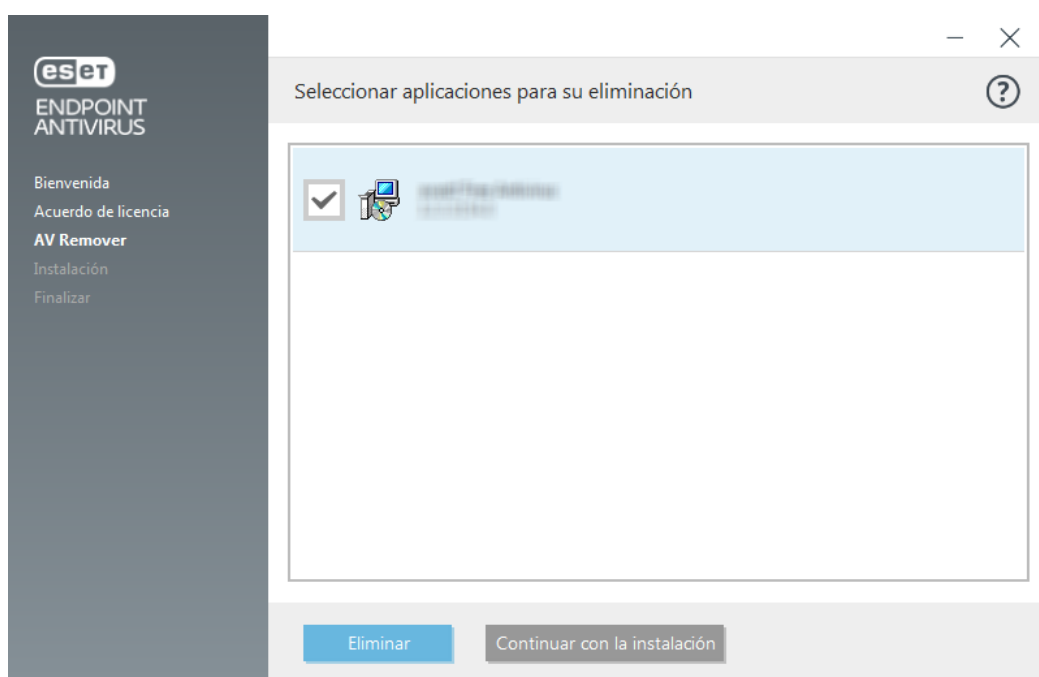 eset
ENDPOINT
ANTIVIRUS
Bienvenida
Acuerdo de licencia
AV Remover
Instalación
Finalizar
Seleccionar aplicaciones para su eliminación
?
Eliminar
Continuar con la instalación